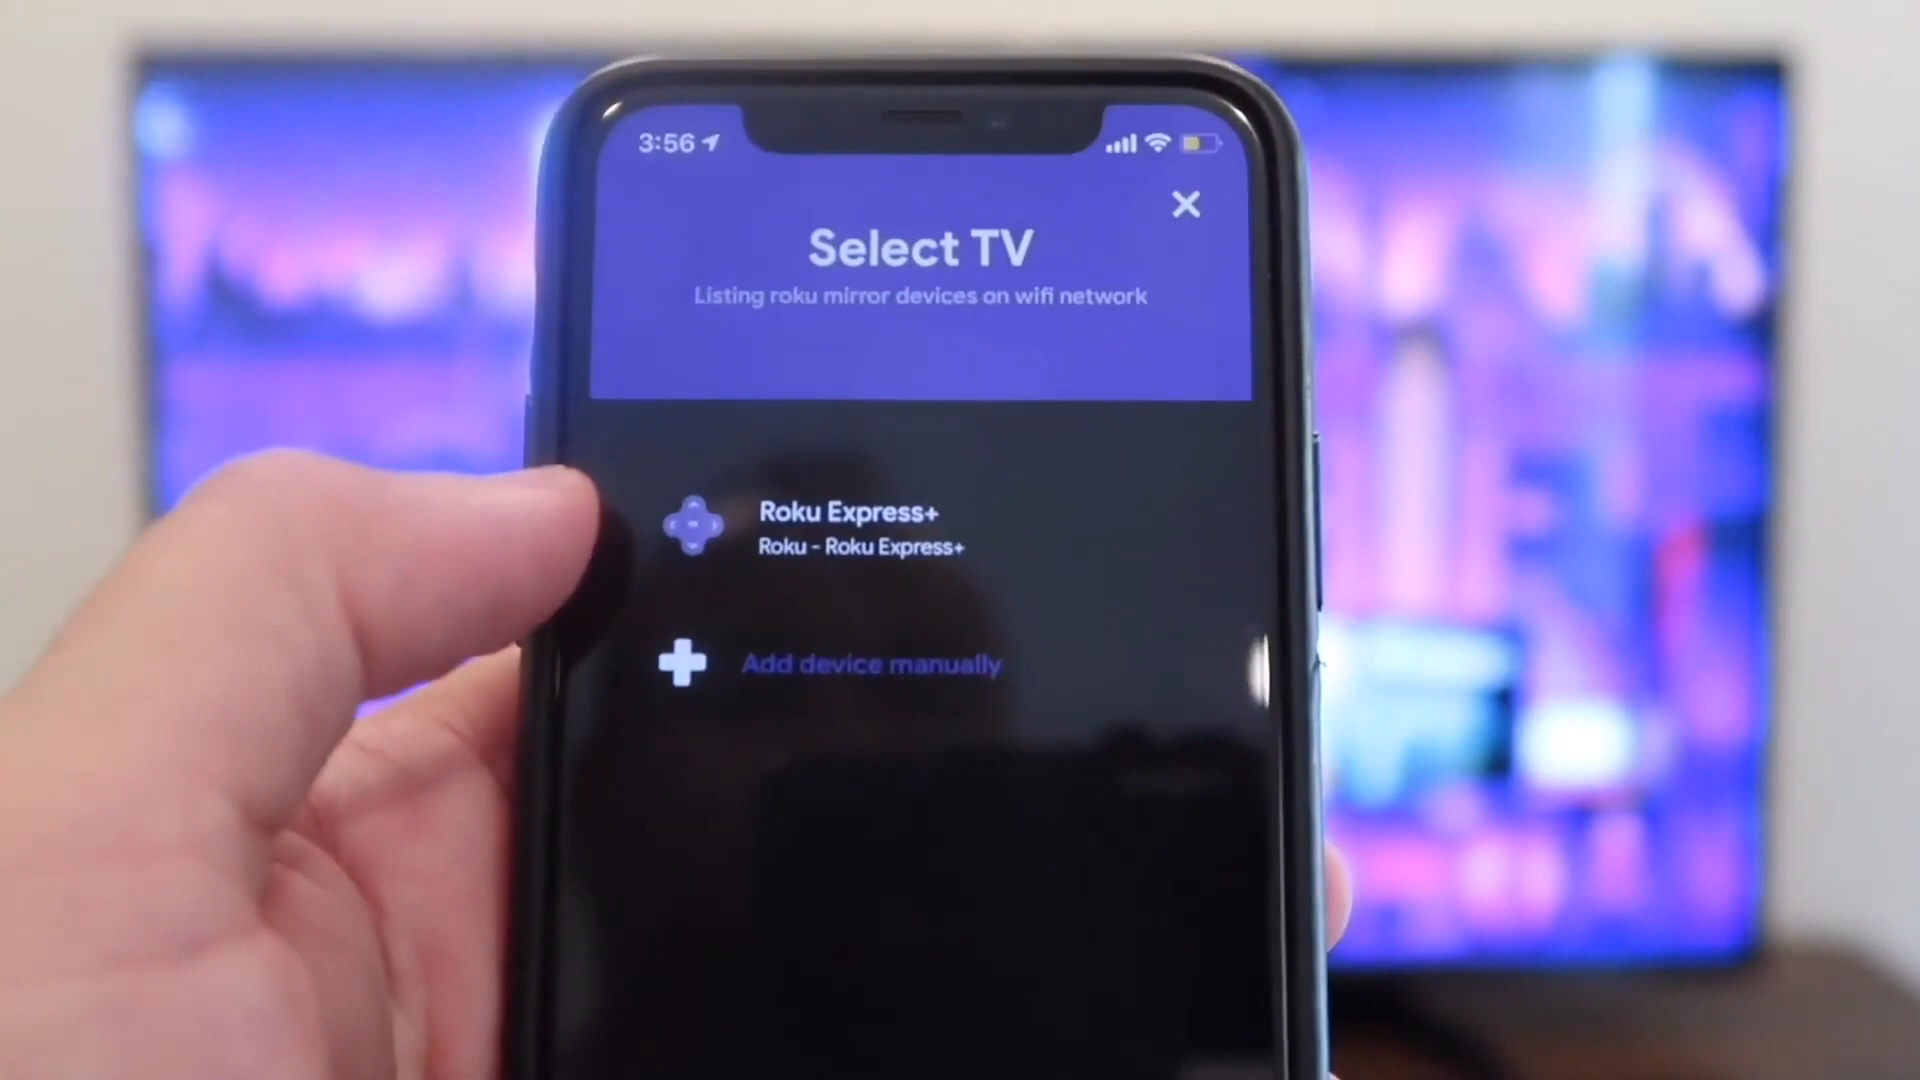 3:56
Select TV
Listing roku mirror devices on wifi network
Roku Express+
Roku - Roku Express+
Add device manually